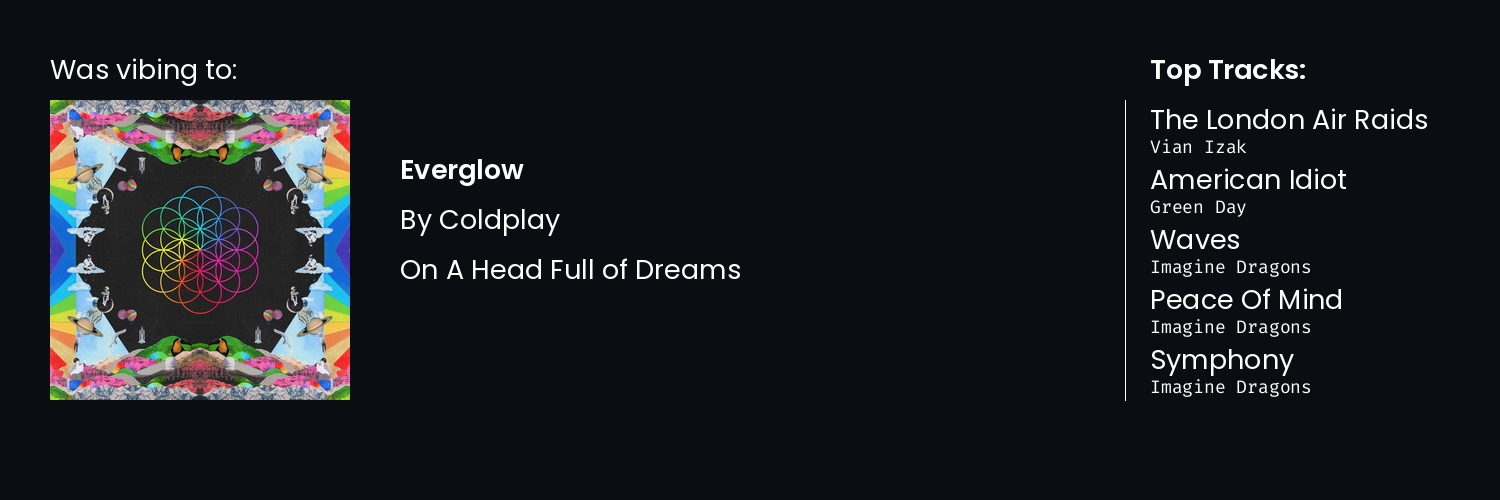 Was vibing to:
Everglow
By Coldplay
On A Head Full of Dreams
Top Tracks:
The London Air Raids
Vian Izak
American Idiot
Green Day
Waves
Imagine Dragons
Peace Of Mind
Imagine Dragons
Symphony
Imagine Dragons